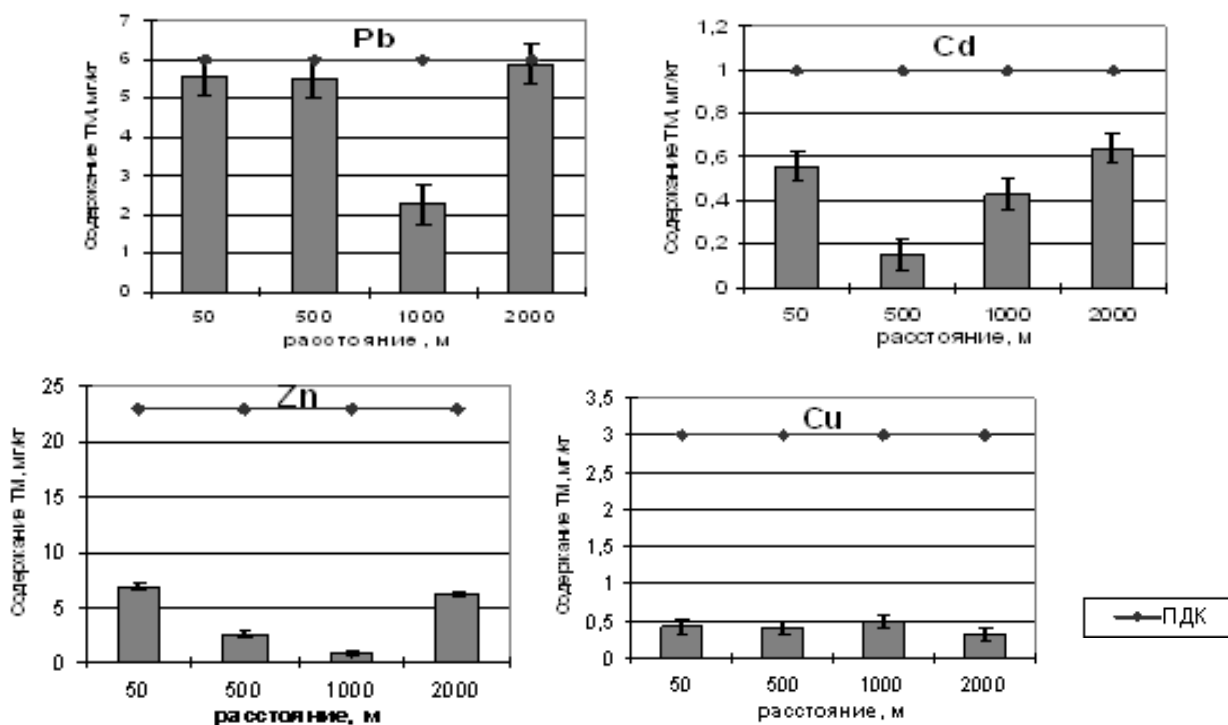 Pb
Содержание ТМ, мг/кг
7
6
5
4
3
2
1
0
50 500 1000 2000
расстояние, м
Cd
Содержание ТМ, мг/кг
1,2
1
0,8
0,6
0,4
0,2
0
50 500 1000 2000
расстояние, м
Zn
Содержание ТМ, мг/кг
25
20
15
10
5
0
50 500 1000 2000
расстояние, м
Cu
Содержание ТМ, мг/кг
3,5
3
2,5
2
1,5
1
0,5
0
50 500 1000 2000
расстояние, м
ПДК